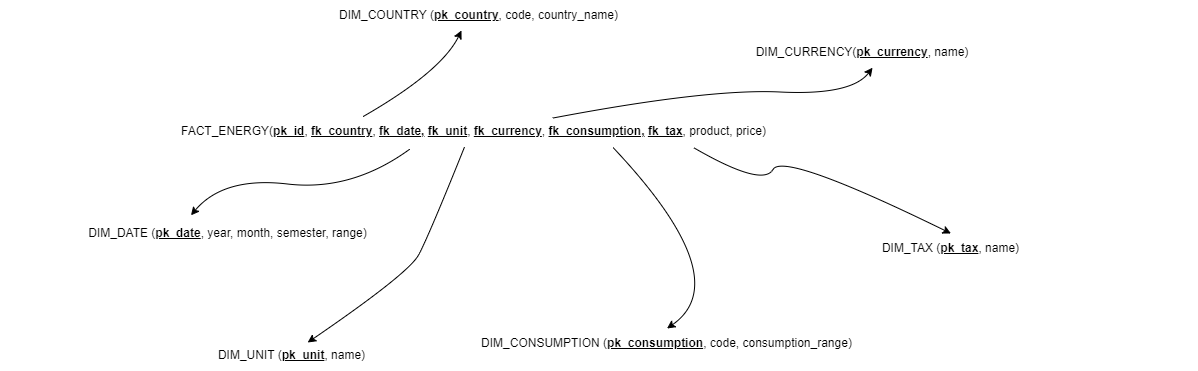 DIM_COUNTRY (pk_country, code, country_name)
DIM_CURRENCY(pk_currency, name)
FACT_ENERGY(pk_id, fk_country, fk_date, fk_unit, fk_currency, fk_consumption, fk_tax, product, price)
DIM_DATE (pk_date, year, month, semester, range)
DIM_TAX (pk_tax, name)
DIM_CONSUMPTION (pk_consumption, code, consumption_range)
DIM_UNIT (pk_unit, name)